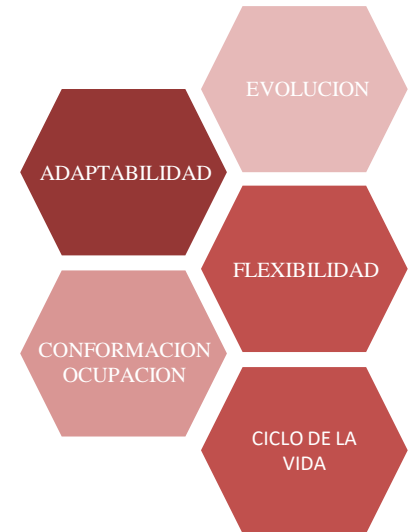 EVOLUCION
ADAPTABILIDAD
FLEXIBILIDAD
CONFORMACION
OCUPACION
CICLO DE LA
VIDA